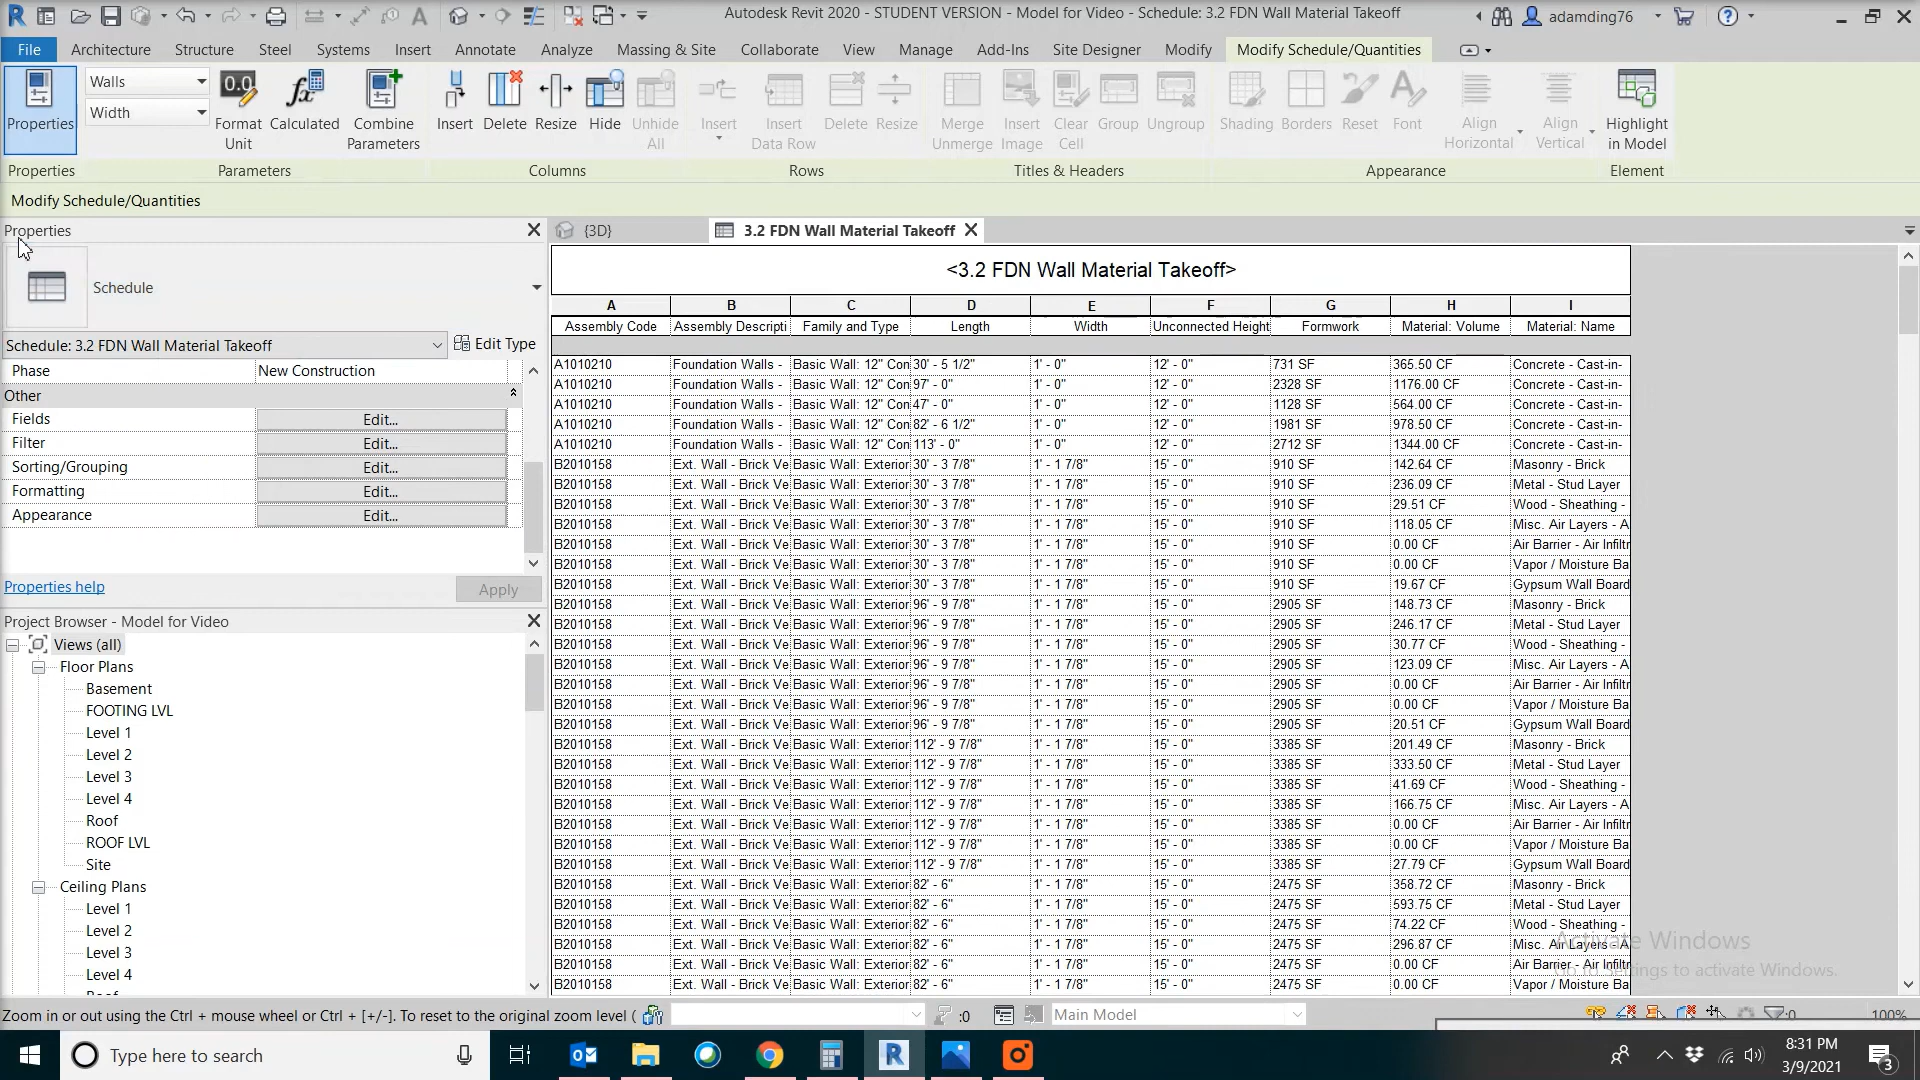 Autodesk Revit 2020 - STUDENT VERSION - Model for Video - Schedule: 3.2 FDN Wall Material Takeoff
adamding76
File Architecture Structure Steel Systems Insert Annotate Analyze Massing & Site Collaborate View Manage Add-Ins Site Designer Modify Modify Schedule/Quantities
Walls
Width
Properties Format Unit Calculated Combine Parameters Insert Delete Resize Hide Unhide All Insert Insert Data Row Delete Resize Merge Unmerge Insert Image Clear Cell Group Ungroup Shading Borders Reset Font Align Horizontal Align Vertical Highlight in Model
Properties Parameters Columns Rows Titles & Headers Appearance Element
Modify Schedule/Quantities
Properties
Schedule
Schedule: 3.2 FDN Wall Material Takeoff Edit Type
Phase New Construction
Other
Fields Edit...
Filter Edit...
Sorting/Grouping Edit...
Formatting Edit...
Appearance Edit...
Properties help Apply
Project Browser - Model for Video
Views (all)
Floor Plans
Basement
FOOTING LVL
Level 1
Level 2
Level 3
Level 4
Roof
ROOF LVL
Site
Ceiling Plans
Level 1
Level 2
Level 3
Level 4
{3D} 3.2 FDN Wall Material Takeoff
<3.2 FDN Wall Material Takeoff>
A B C D E F G H I
Assembly Code Assembly Descripti Family and Type Length Width Unconnected Height Formwork Material: Volume Material: Name
A1010210 Foundation Walls - Basic Wall: 12" Con 30' - 5 1/2" 1' - 0" 12' - 0" 731 SF 365.50 CF Concrete - Cast-in-
A1010210 Foundation Walls - Basic Wall: 12" Con 97' - 0" 1' - 0" 12' - 0" 2328 SF 1176.00 CF Concrete - Cast-in-
A1010210 Foundation Walls - Basic Wall: 12" Con 47' - 0" 1' - 0" 12' - 0" 1128 SF 564.00 CF Concrete - Cast-in-
A1010210 Foundation Walls - Basic Wall: 12" Con 82' - 6 1/2" 1' - 0" 12' - 0" 1981 SF 978.50 CF Concrete - Cast-in-
A1010210 Foundation Walls - Basic Wall: 12" Con 113' - 0" 1' - 0" 12' - 0" 2712 SF 1344.00 CF Concrete - Cast-in-
B2010158 Ext. Wall - Brick Ve Basic Wall: Exterior 30' - 3 7/8" 1' - 1 7/8" 15' - 0" 910 SF 142.64 CF Masonry - Brick
B2010158 Ext. Wall - Brick Ve Basic Wall: Exterior 30' - 3 7/8" 1' - 1 7/8" 15' - 0" 910 SF 236.09 CF Metal - Stud Layer
B2010158 Ext. Wall - Brick Ve Basic Wall: Exterior 30' - 3 7/8" 1' - 1 7/8" 15' - 0" 910 SF 29.51 CF Wood - Sheathing -
B2010158 Ext. Wall - Brick Ve Basic Wall: Exterior 30' - 3 7/8" 1' - 1 7/8" 15' - 0" 910 SF 118.05 CF Misc. Air Layers - A
B2010158 Ext. Wall - Brick Ve Basic Wall: Exterior 30' - 3 7/8" 1' - 1 7/8" 15' - 0" 910 SF 0.00 CF Air Barrier - Air Infiltr
B2010158 Ext. Wall - Brick Ve Basic Wall: Exterior 30' - 3 7/8" 1' - 1 7/8" 15' - 0" 910 SF 0.00 CF Vapor / Moisture Ba
B2010158 Ext. Wall - Brick Ve Basic Wall: Exterior 30' - 3 7/8" 1' - 1 7/8" 15' - 0" 910 SF 19.67 CF Gypsum Wall Board
B2010158 Ext. Wall - Brick Ve Basic Wall: Exterior 96' - 9 7/8" 1' - 1 7/8" 15' - 0" 2905 SF 148.73 CF Masonry - Brick
B2010158 Ext. Wall - Brick Ve Basic Wall: Exterior 96' - 9 7/8" 1' - 1 7/8" 15' - 0" 2905 SF 246.17 CF Metal - Stud Layer
B2010158 Ext. Wall - Brick Ve Basic Wall: Exterior 96' - 9 7/8" 1' - 1 7/8" 15' - 0" 2905 SF 30.77 CF Wood - Sheathing -
B2010158 Ext. Wall - Brick Ve Basic Wall: Exterior 96' - 9 7/8" 1' - 1 7/8" 15' - 0" 2905 SF 123.09 CF Misc. Air Layers - A
B2010158 Ext. Wall - Brick Ve Basic Wall: Exterior 96' - 9 7/8" 1' - 1 7/8" 15' - 0" 2905 SF 0.00 CF Air Barrier - Air Infiltr
B2010158 Ext. Wall - Brick Ve Basic Wall: Exterior 96' - 9 7/8" 1' - 1 7/8" 15' - 0" 2905 SF 0.00 CF Vapor / Moisture Ba
B2010158 Ext. Wall - Brick Ve Basic Wall: Exterior 96' - 9 7/8" 1' - 1 7/8" 15' - 0" 2905 SF 20.51 CF Gypsum Wall Board
B2010158 Ext. Wall - Brick Ve Basic Wall: Exterior 112' - 9 7/8" 1' - 1 7/8" 15' - 0" 3385 SF 201.49 CF Masonry - Brick
B2010158 Ext. Wall - Brick Ve Basic Wall: Exterior 112' - 9 7/8" 1' - 1 7/8" 15' - 0" 3385 SF 333.50 CF Metal - Stud Layer
B2010158 Ext. Wall - Brick Ve Basic Wall: Exterior 112' - 9 7/8" 1' - 1 7/8" 15' - 0" 3385 SF 41.69 CF Wood - Sheathing -
B2010158 Ext. Wall - Brick Ve Basic Wall: Exterior 112' - 9 7/8" 1' - 1 7/8" 15' - 0" 3385 SF 166.75 CF Misc. Air Layers - A
B2010158 Ext. Wall - Brick Ve Basic Wall: Exterior 112' - 9 7/8" 1' - 1 7/8" 15' - 0" 3385 SF 0.00 CF Air Barrier - Air Infiltr
B2010158 Ext. Wall - Brick Ve Basic Wall: Exterior 112' - 9 7/8" 1' - 1 7/8" 15' - 0" 3385 SF 0.00 CF Vapor / Moisture Ba
B2010158 Ext. Wall - Brick Ve Basic Wall: Exterior 112' - 9 7/8" 1' - 1 7/8" 15' - 0" 3385 SF 27.79 CF Gypsum Wall Board
B2010158 Ext. Wall - Brick Ve Basic Wall: Exterior 82' - 6" 1' - 1 7/8" 15' - 0" 2475 SF 358.72 CF Masonry - Brick
B2010158 Ext. Wall - Brick Ve Basic Wall: Exterior 82' - 6" 1' - 1 7/8" 15' - 0" 2475 SF 593.75 CF Metal - Stud Layer
B2010158 Ext. Wall - Brick Ve Basic Wall: Exterior 82' - 6" 1' - 1 7/8" 15' - 0" 2475 SF 74.22 CF Wood - Sheathing -
B2010158 Ext. Wall - Brick Ve Basic Wall: Exterior 82' - 6" 1' - 1 7/8" 15' - 0" 2475 SF 296.87 CF Misc. Air Layers - A
B2010158 Ext. Wall - Brick Ve Basic Wall: Exterior 82' - 6" 1' - 1 7/8" 15' - 0" 2475 SF 0.00 CF Air Barrier - Air Infiltr
B2010158 Ext. Wall - Brick Ve Basic Wall: Exterior 82' - 6" 1' - 1 7/8" 15' - 0" 2475 SF 0.00 CF Vapor / Moisture Ba
Activate Windows
Go to Settings to activate Windows.
Zoom in or out using the Ctrl + mouse wheel or Ctrl + [+/-]. To reset to the original zoom level ( :0 Main Model :0 100%
Type here to search
8:31 PM
3/9/2021
3